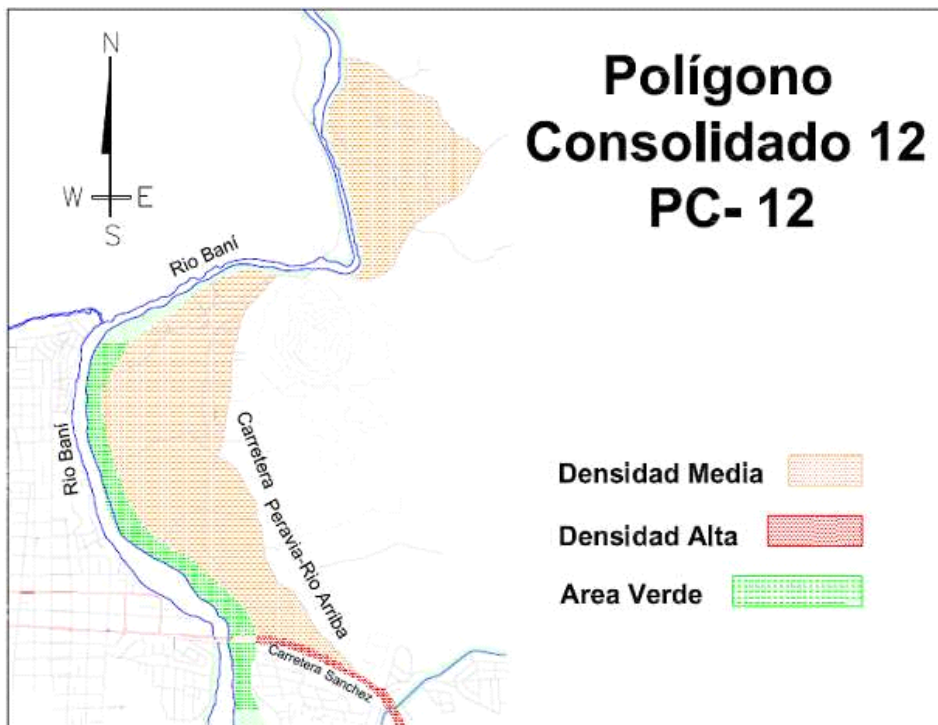 Polígono
Consolidado 12
PC- 12
N
W E
S
Rio Baní
Rio Baní
Carretera Peravia-Rio Arriba
Carretera Sanchez
Densidad Media
Densidad Alta
Area Verde